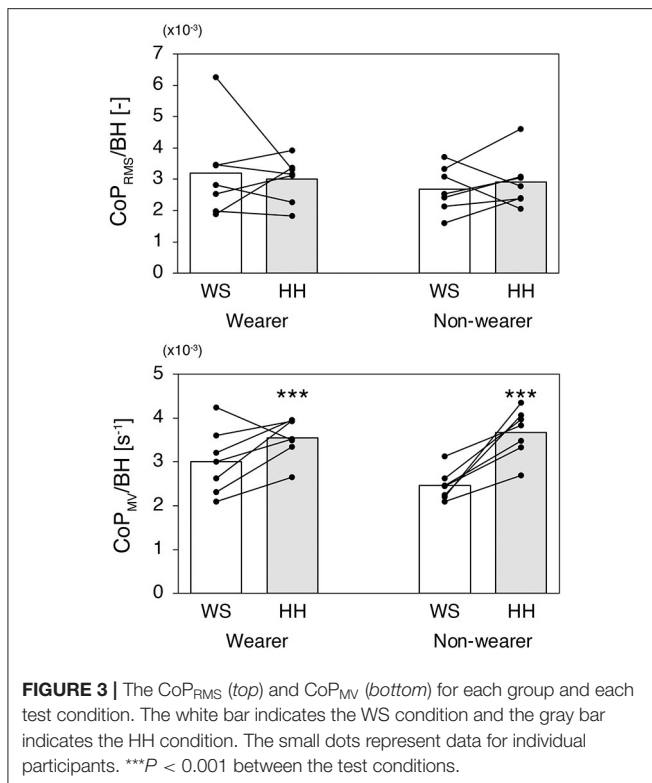 (x10⁻³)
7
6
5
4
3
2
1
0
CoP_RMS/BH [-]
WS HH WS HH
Wearer Non-wearer
(x10⁻³)
5
4
3
2
1
0
CoP_MV/BH [s⁻¹]
*** ***
WS HH WS HH
Wearer Non-wearer
FIGURE 3 | The CoP_RMS (top) and CoP_MV (bottom) for each group and each
test condition. The white bar indicates the WS condition and the gray bar
indicates the HH condition. The small dots represent data for individual
participants. ***P < 0.001 between the test conditions.